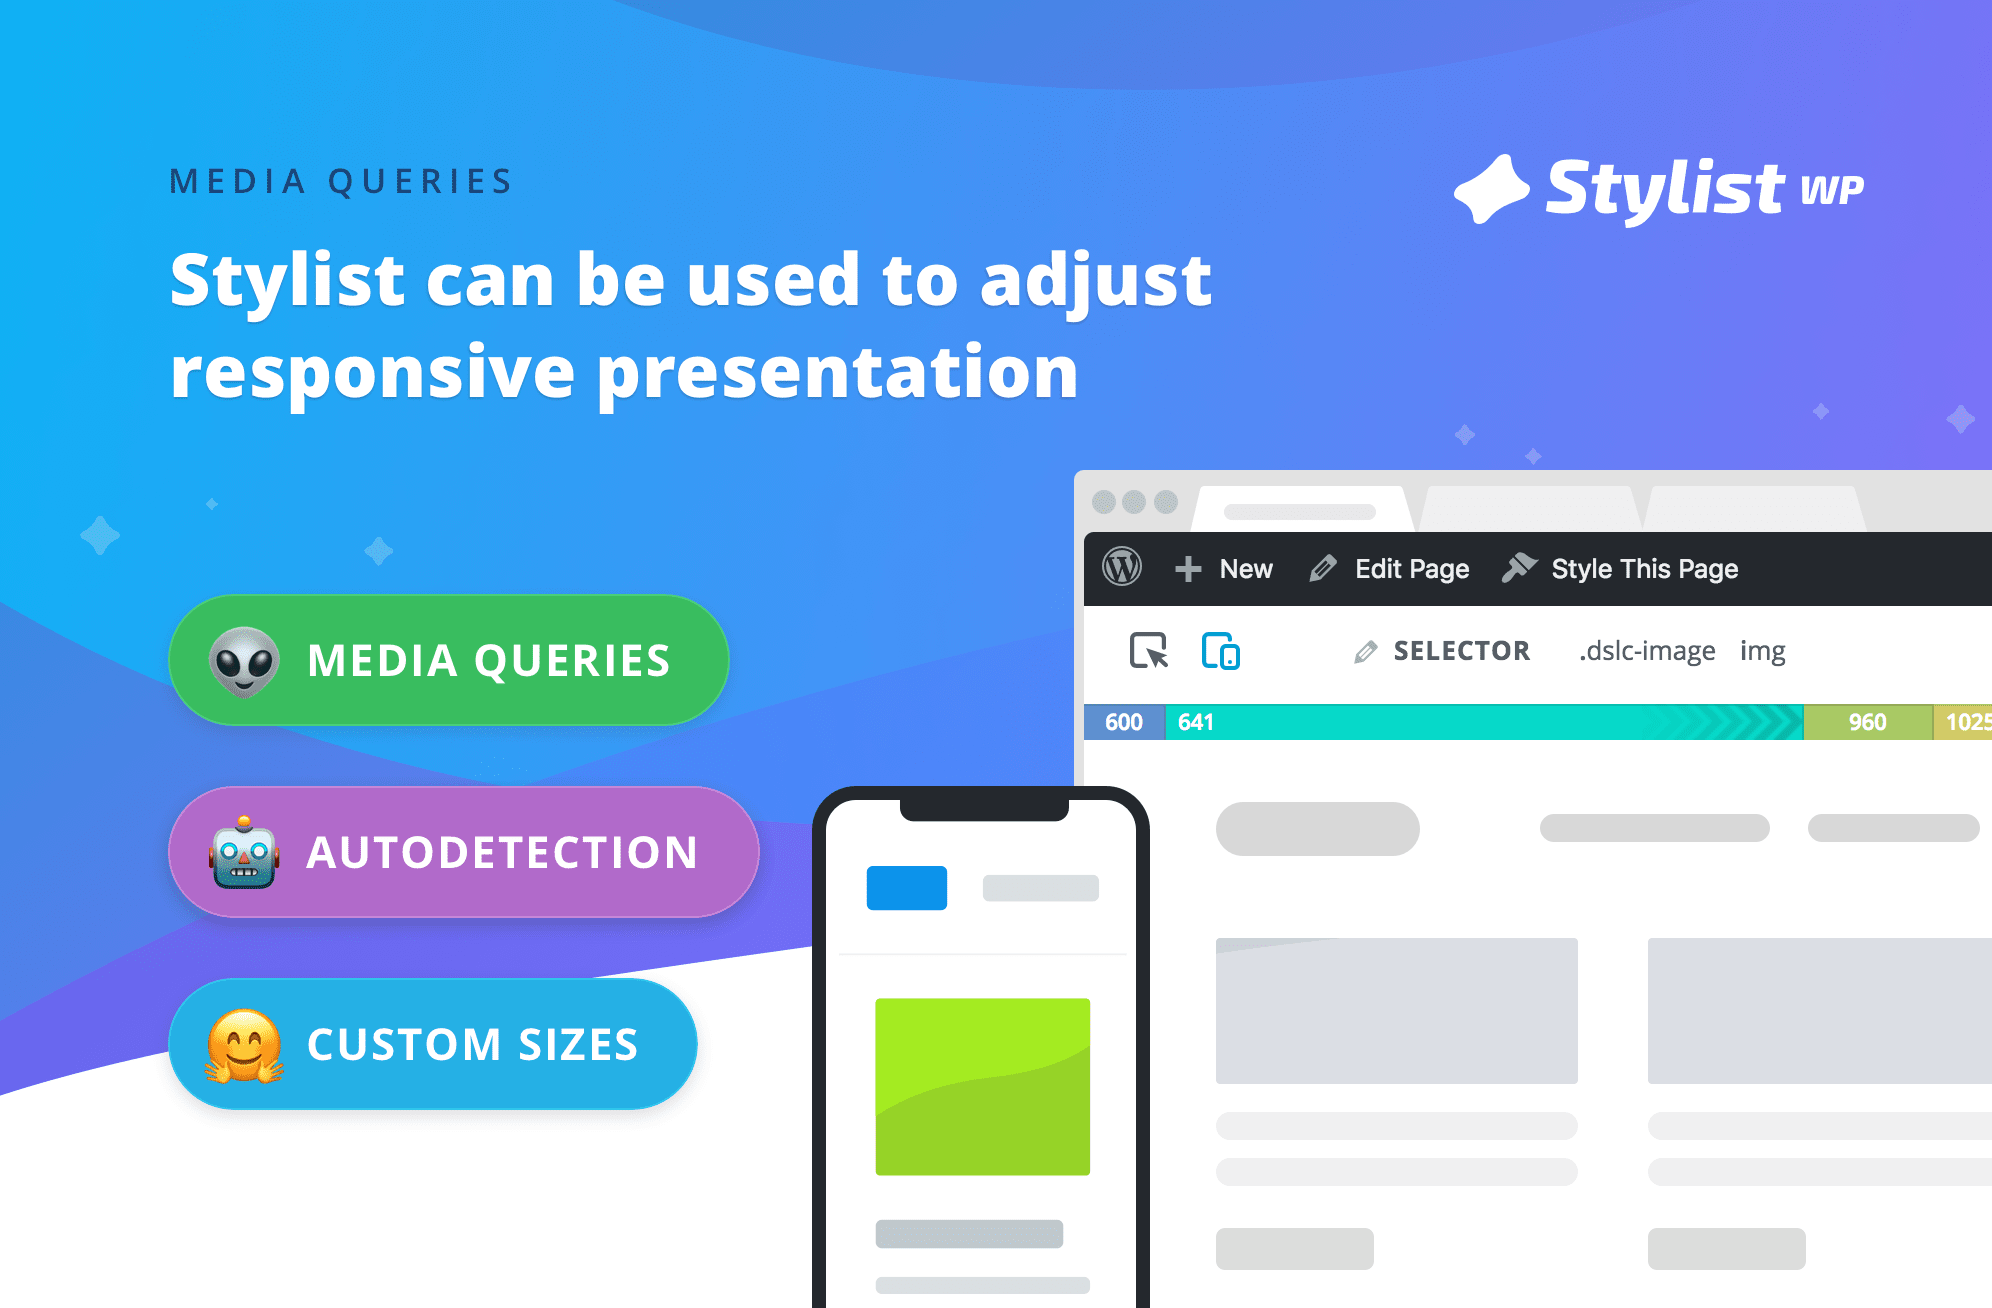 MEDIA QUERIES
Stylist WP
Stylist can be used to adjust
responsive presentation
MEDIA QUERIES
AUTODETECTION
CUSTOM SIZES
New Edit Page Style This Page
SELECTOR .dslc-image img
600 641 960 1025